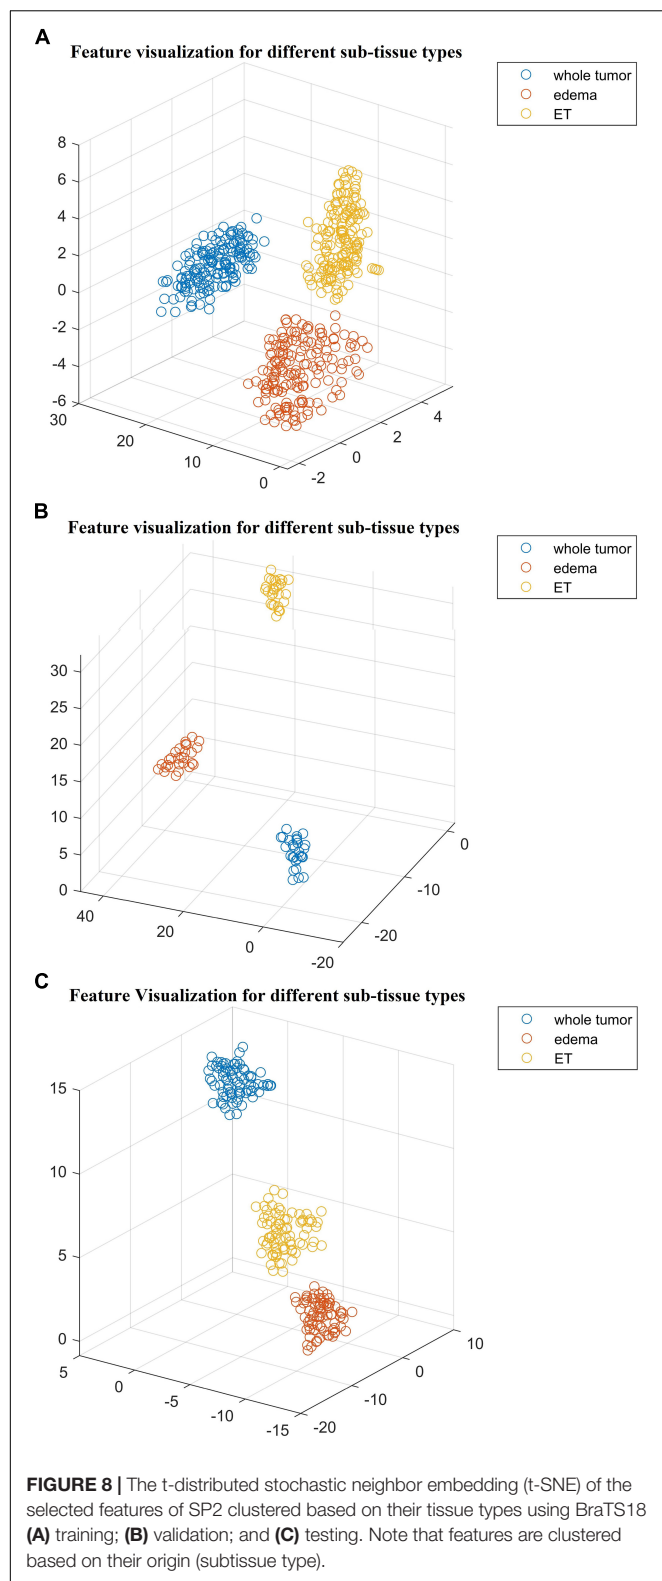 A
Feature visualization for different sub-tissue types
whole tumor
edema
ET
8
6
4
2
0
-2
-4
-6
30
20
10
0
-2
0
2
4
B
Feature visualization for different sub-tissue types
whole tumor
edema
ET
30
25
20
15
10
5
0
40
20
0
-20
-20
-10
0
C
Feature Visualization for different sub-tissue types
whole tumor
edema
ET
15
10
5
0
5
0
-5
-10
-15
-20
-10
0
10
FIGURE 8 | The t-distributed stochastic neighbor embedding (t-SNE) of the
selected features of SP2 clustered based on their tissue types using BraTS18
(A) training; (B) validation; and (C) testing. Note that features are clustered
based on their origin (subtissue type).